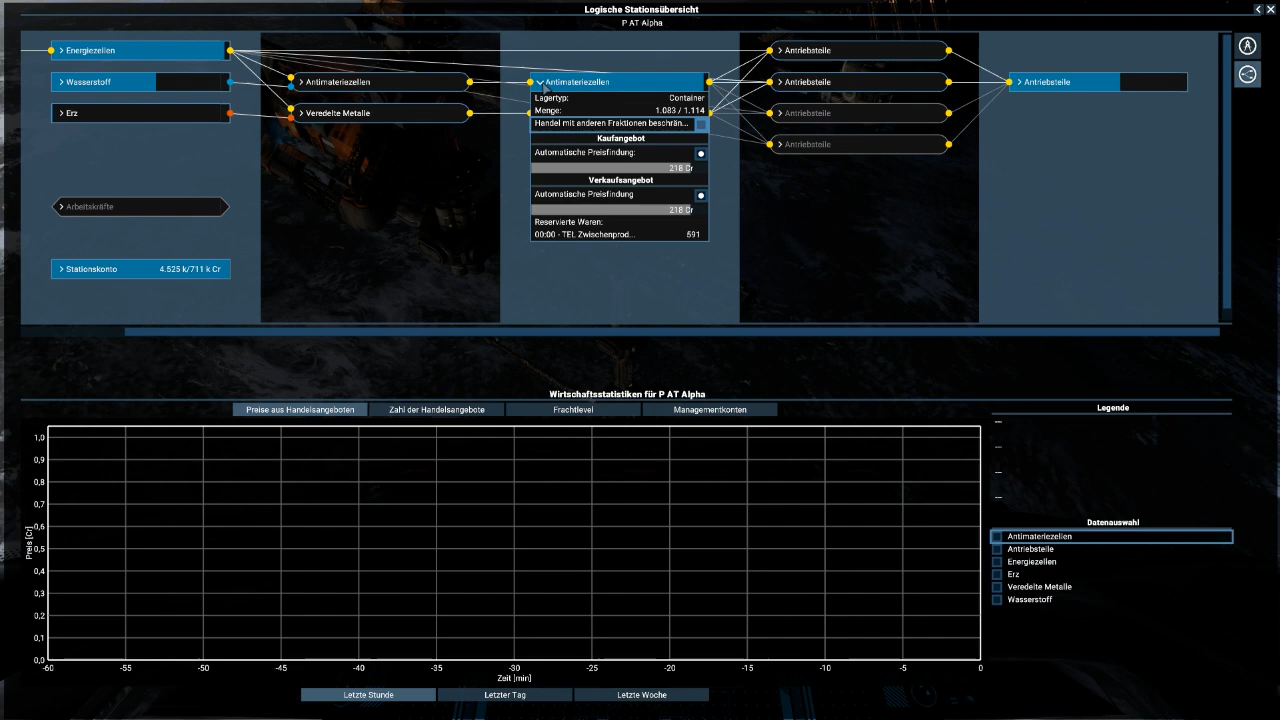 Logische Stationsübersicht
P AT Alpha
Energiezellen
Wasserstoff
Erz
Arbeitskräfte
Stationskonto 4.525 k/711 k Cr
Antimateriezellen
Veredelte Metalle
Antimateriezellen
Lagertyp: Container
Menge: 1.083 / 1.114
Handel mit anderen Fraktionen beschrän...
Kaufangebot
Automatische Preisfindung:
218 Cr
Verkaufsangebot
Automatische Preisfindung
218 Cr
Reservierte Waren:
00:00 - TEL Zwischenprod... 591
Antriebsteile
Antriebsteile
Antriebsteile
Antriebsteile
Antriebsteile
Wirtschaftsstatistiken für P AT Alpha
Preise aus Handelsangeboten Zahl der Handelsangebote Frachtlevel Managementkonten
Preis [Cr]
1,0
0,9
0,8
0,7
0,6
0,5
0,4
0,3
0,2
0,1
0,0
-60 -55 -50 -45 -40 -35 -30 -25 -20 -15 -10 -5 0
Zeit [min]
Letzte Stunde Letzter Tag Letzte Woche
Legende
---
---
---
Datenauswahl
Antimateriezellen
Antriebsteile
Energiezellen
Erz
Veredelte Metalle
Wasserstoff